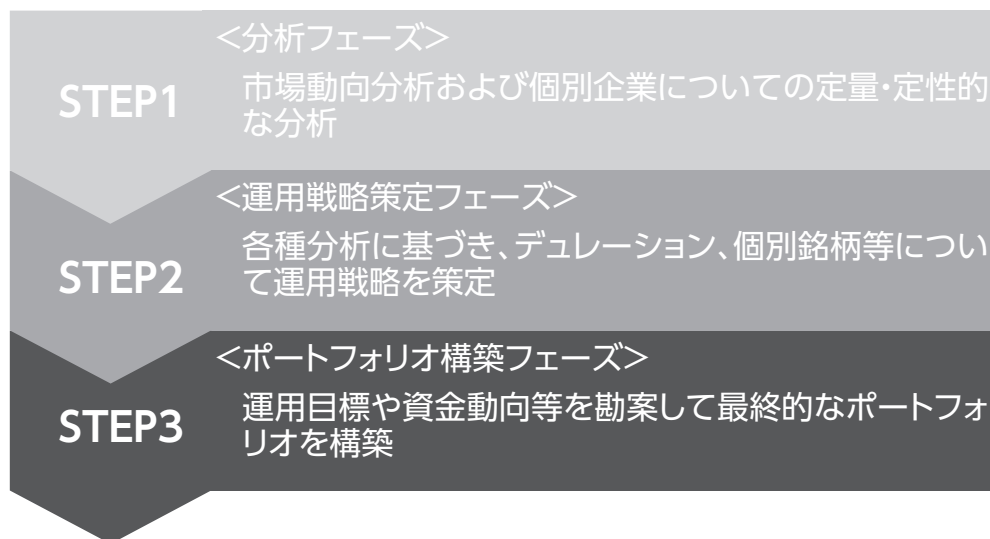 ＜分析フェーズ＞
STEP1
市場動向分析および個別企業についての定量・定性的
な分析
＜運用戦略策定フェーズ＞
STEP2
各種分析に基づき、デュレーション、個別銘柄等につい
て運用戦略を策定
＜ポートフォリオ構築フェーズ＞
STEP3
運用目標や資金動向等を勘案して最終的なポートフォ
リオを構築